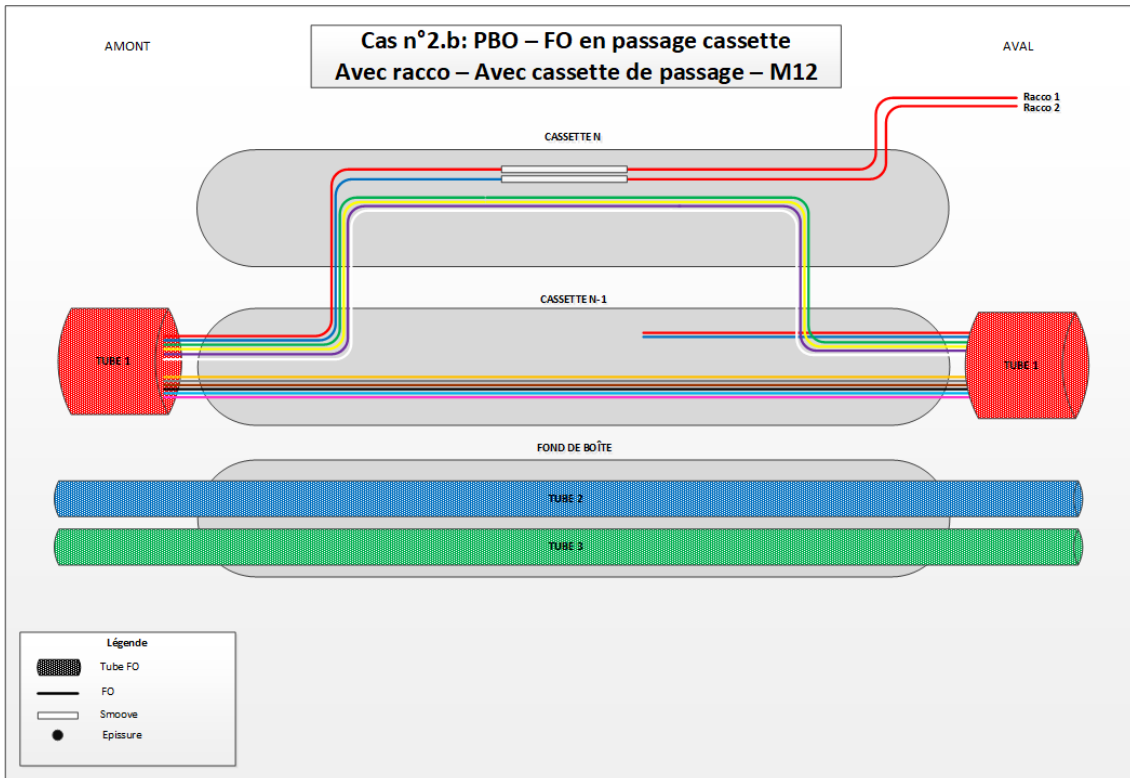 AMONT
Cas n°2.b: PBO – FO en passage cassette
Avec racco – Avec cassette de passage – M12
AVAL
Racco 1
Racco 2
CASSETTE N
CASSETTE N-1
TUBE 1
TUBE 1
FOND DE BOÎTE
TUBE 2
TUBE 3
Légende
Tube FO
FO
Smoove
Epissure